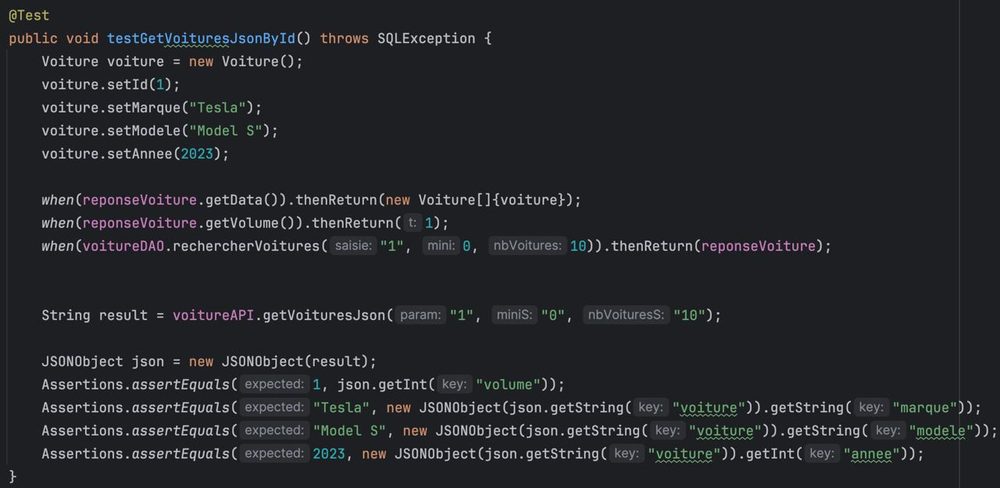 @Test
public void testGetVoituresJsonById() throws SQLException {
    Voiture voiture = new Voiture();
    voiture.setId(1);
    voiture.setMarque("Tesla");
    voiture.setModele("Model S");
    voiture.setAnnee(2023);
    when(reponseVoiture.getData()).thenReturn(new Voiture[]{voiture});
    when(reponseVoiture.getVolume()).thenReturn( t: 1);
    when(voitureDAO.rechercherVoitures( saisie: "1", mini: 0, nbVoitures: 10)).thenReturn(reponseVoiture);
    String result = voitureAPI.getVoituresJson( param: "1", miniS: "0", nbVoituresS: "10");
    JSONObject json = new JSONObject(result);
    Assertions.assertEquals( expected: 1, json.getInt( key: "volume"));
    Assertions.assertEquals( expected: "Tesla", new JSONObject(json.getString( key: "voiture")).getString( key: "marque"));
    Assertions.assertEquals( expected: "Model S", new JSONObject(json.getString( key: "voiture")).getString( key: "modele"));
    Assertions.assertEquals( expected: 2023, new JSONObject(json.getString( key: "voiture")).getInt( key: "annee"));
}